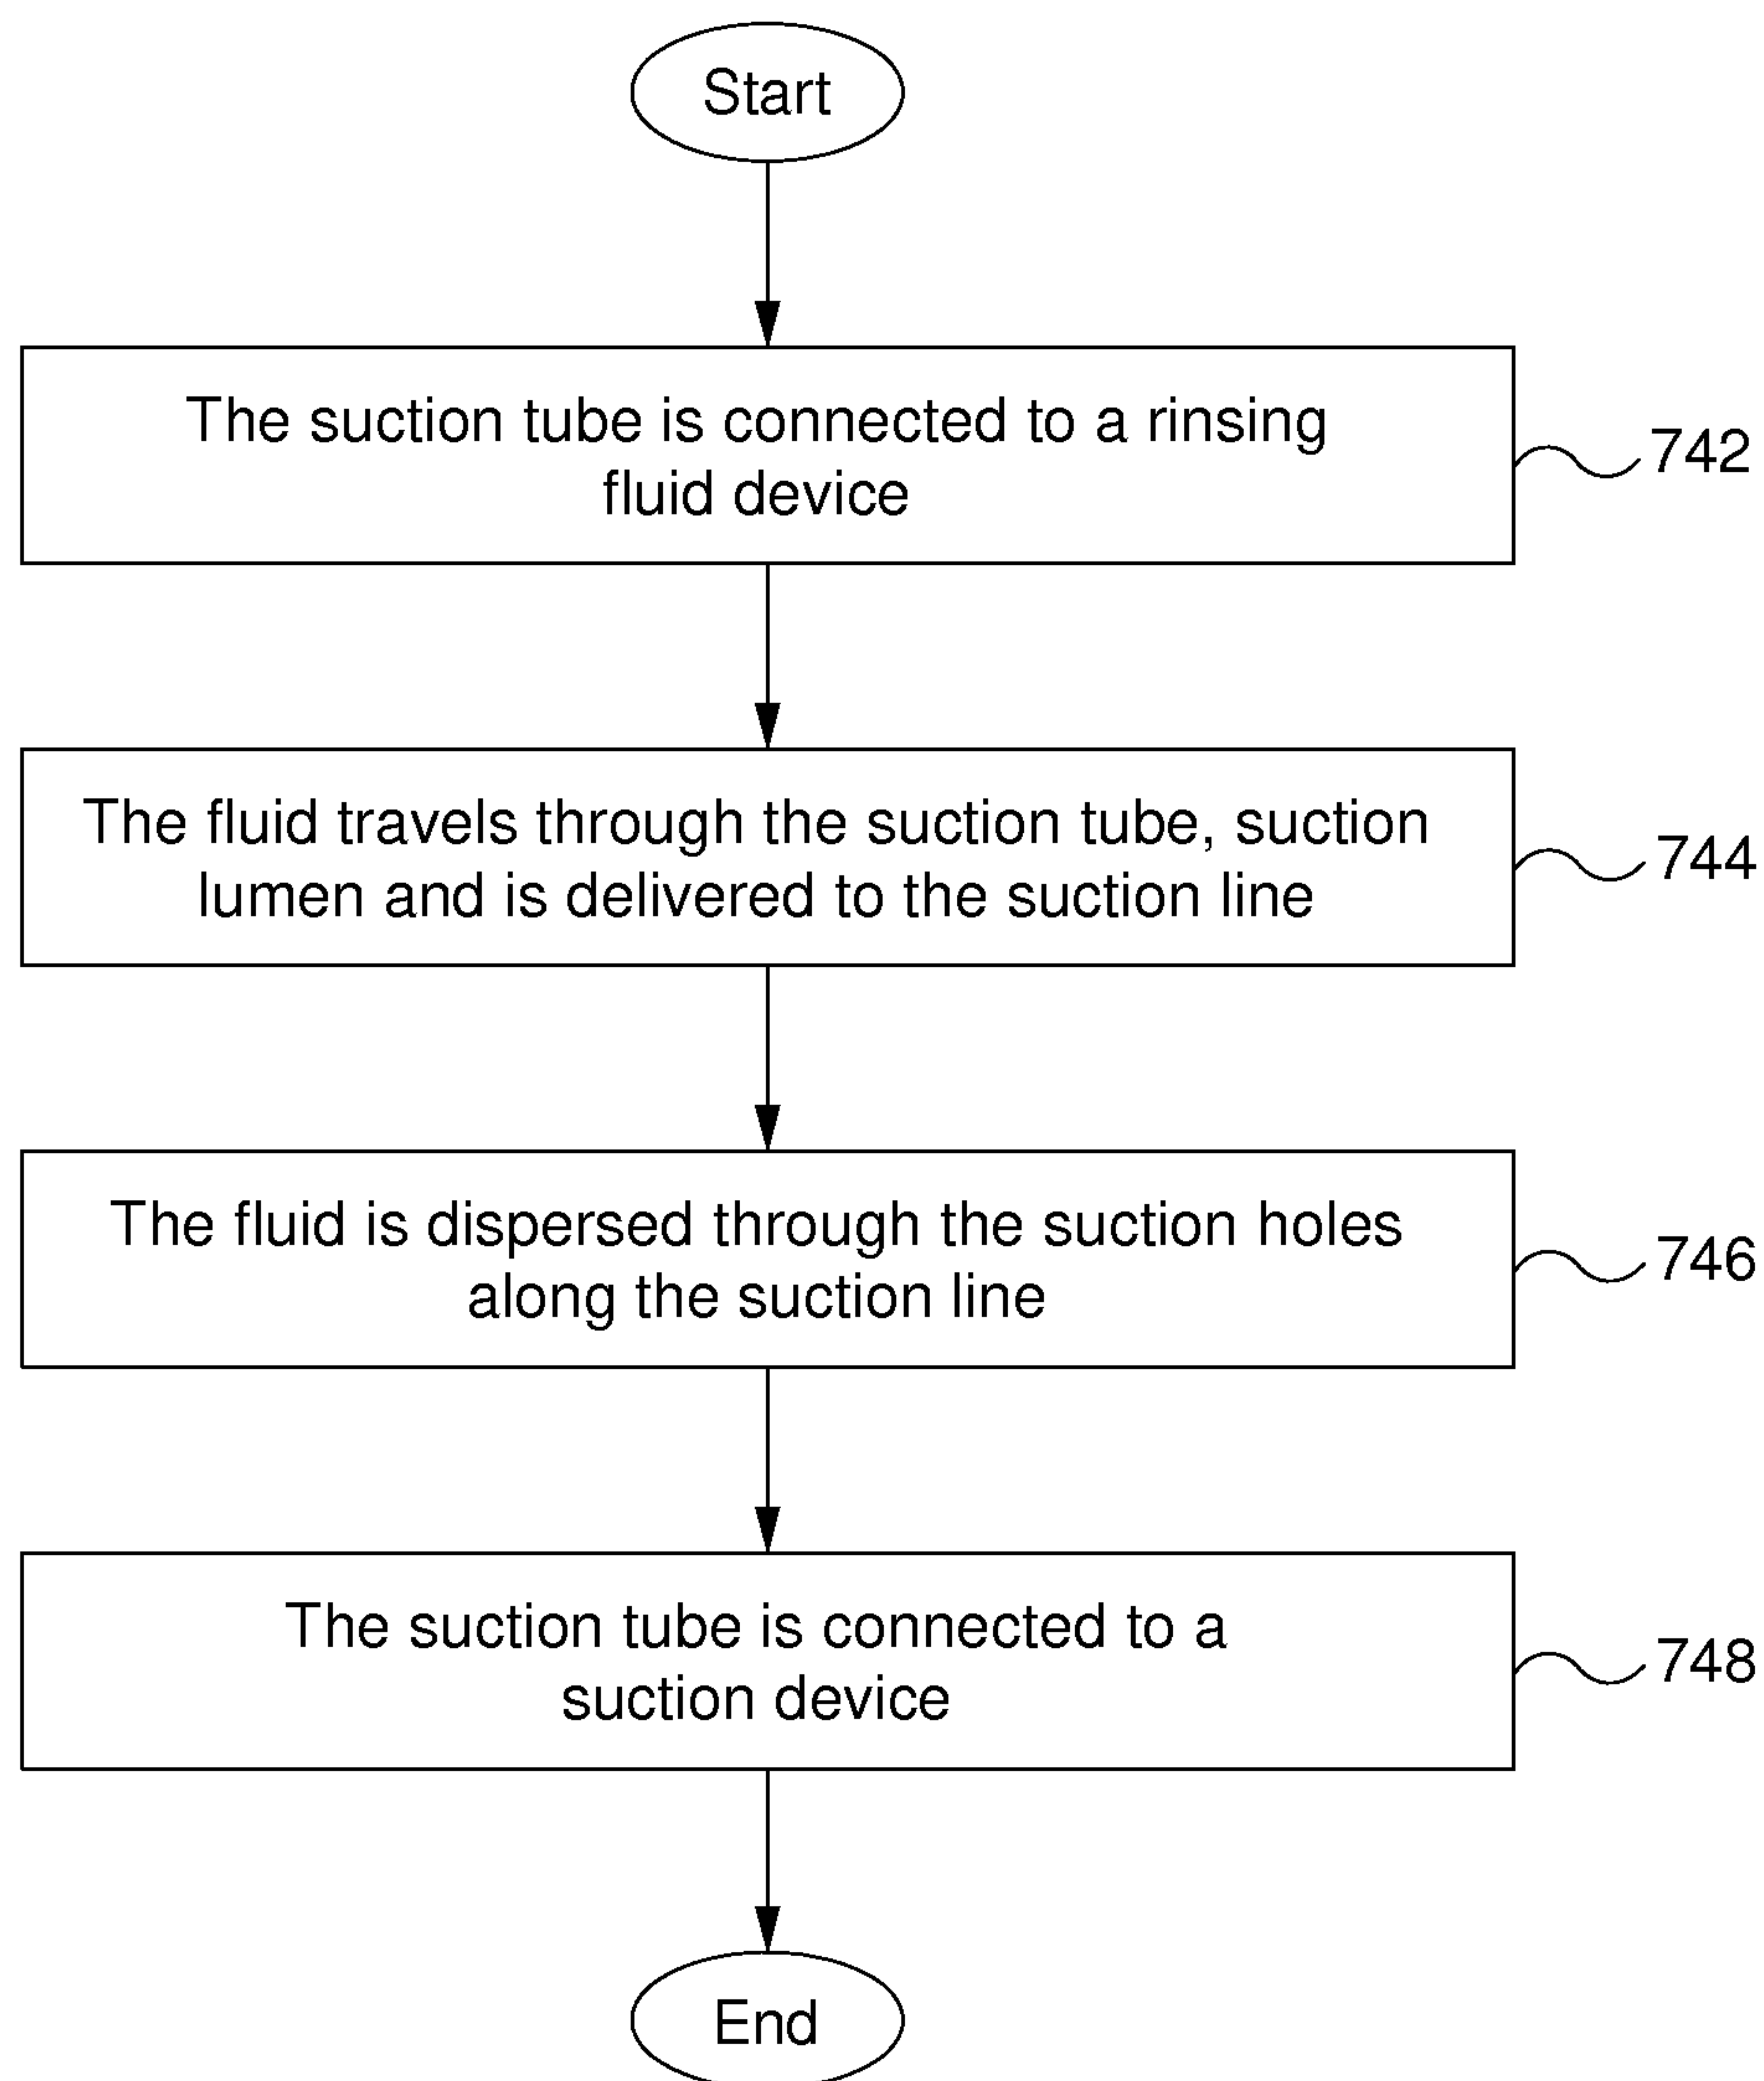 Start
The suction tube is connected to a rinsing
fluid device
742
The fluid travels through the suction tube, suction
lumen and is delivered to the suction line
744
The fluid is dispersed through the suction holes
along the suction line
746
The suction tube is connected to a
suction device
748
End